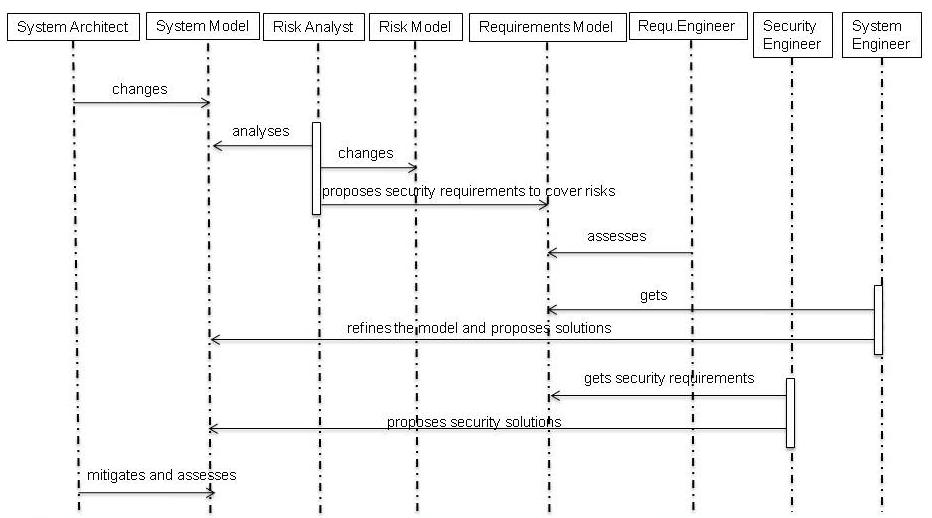 System Architect
System Model
Risk Analyst
Risk Model
Requirements Model
Requ.Engineer
Security
Engineer
System
Engineer
changes
analyses
changes
proposes security requirements to cover risks
assesses
gets
refines the model and proposes solutions
gets security requirements
proposes security solutions
mitigates and assesses